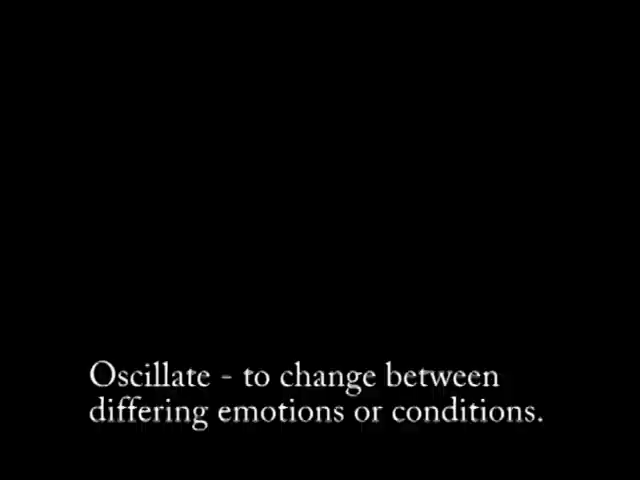 Oscillate - to change between
differing emotions or conditions.